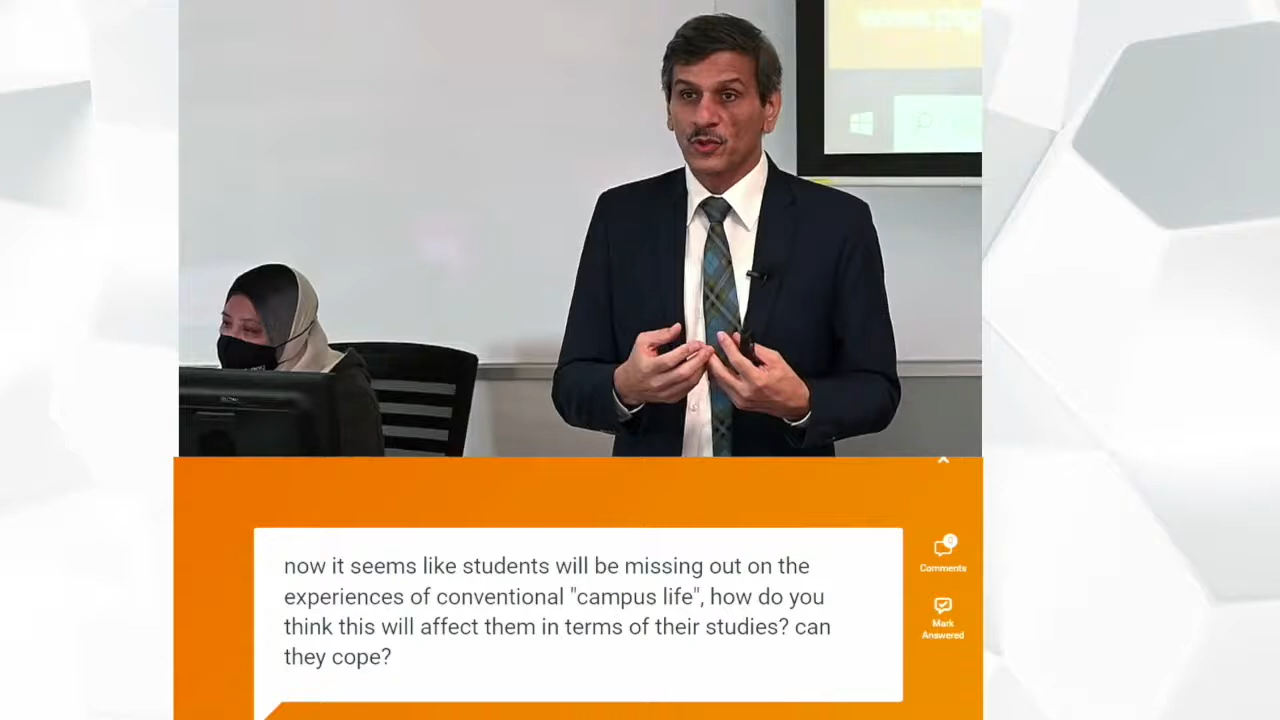 now it seems like students will be missing out on the
experiences of conventional "campus life", how do you
think this will affect them in terms of their studies? can
they cope?
0
Comments
Mark
Answered